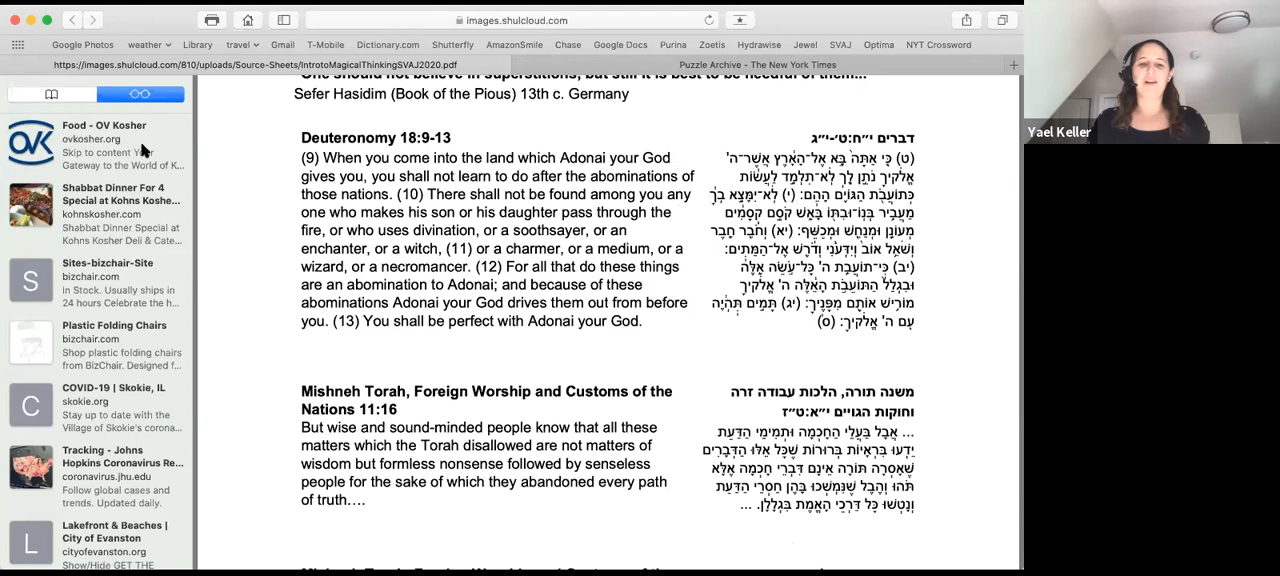 images.shulcloud.com
Google Photos weather Library travel Gmail T-Mobile Dictionary.com Shutterfly AmazonSmile Chase Google Docs Purina Zoetis Hydrawise Jewel SVAJ Optima NYT Crossword
https://images.shulcloud.com/810/uploads/Source-Sheets/IntrotoMagicalThinkingSVAJ2020.pdf
Puzzle Archive - The New York Times
Food - OV Kosher
ovkosher.org
Skip to content Your
Gateway to the World of K...
Shabbat Dinner For 4
Special at Kohns Koshe...
kohnskosher.com
Shabbat Dinner Special at
Kohns Kosher Deli & Cate...
S
Sites-bizchair-Site
bizchair.com
In Stock. Usually ships in
24 hours Celebrate the h...
Plastic Folding Chairs
bizchair.com
Shop plastic folding chairs
from BizChair. Designed f...
C
COVID-19 | Skokie, IL
skokie.org
Stay up to date with the
Village of Skokie's corona...
Tracking - Johns
Hopkins Coronavirus Re...
coronavirus.jhu.edu
Follow global cases and
trends. Updated daily.
L
Lakefront & Beaches |
City of Evanston
cityofevanston.org
Show/Hide GET THE
One should not believe in superstitions, but still it is best to be heedful of them...
Sefer Hasidim (Book of the Pious) 13th c. Germany
Deuteronomy 18:9-13
(9) When you come into the land which Adonai your God
gives you, you shall not learn to do after the abominations
of those nations. (10) There shall not be found among you any
one who makes his son or his daughter pass through the
fire, or who uses divination, or a soothsayer, or an
enchanter, or a witch, (11) or a charmer, or a medium, or a
wizard, or a necromancer. (12) For all that do these things
are an abomination to Adonai; and because of these
abominations Adonai your God drives them out from before
you. (13) You shall be perfect with Adonai your God.
דברים י״ח:ט׳-י״ג
(ט) כִּי אַתָּה בָּא אֶל־הָאָרֶץ אֲשֶׁר־ה'
אֱלֹקֶיךָ נֹתֵן לָךְ לֹא־תִלְמַד לַעֲשׂוֹת
כְּתוֹעֲבֹת הַגּוֹיִם הָהֵם: (י) לֹא־יִמָּצֵא בְךָ
מַעֲבִיר בְּנוֹ־וּבִתּוֹ בָּאֵשׁ קֹסֵם קְסָמִים
מְעוֹנֵן וּמְנַחֵשׁ וּמְכַשֵּׁף: (יא) וְחֹבֵר חָבֶר
וְשֹׁאֵל אוֹב וְיִדְּעֹנִי וְדֹרֵשׁ אֶל־הַמֵּתִים:
(יב) כִּי־תוֹעֲבַת ה' כָּל־עֹשֵׂה אֵלֶּה
וּבִגְלַל הַתּוֹעֵבֹת הָאֵלֶּה ה' אֱלֹקֶיךָ
מוֹרִישׁ אוֹתָם מִפָּנֶיךָ: (יג) תָּמִים תִּהְיֶה
עִם ה' אֱלֹקֶיךָ: (ס)
Mishneh Torah, Foreign Worship and Customs of the
Nations 11:16
But wise and sound-minded people know that all these
matters which the Torah disallowed are not matters of
wisdom but formless nonsense followed by senseless
people for the sake of which they abandoned every path
of truth....
משנה תורה, הלכות עבודה זרה
וחוקות הגויים י״א:ט״ז
... אֲבָל בַּעֲלֵי הַחָכְמָה וּתְמִימֵי הַדַּעַת
יֵדְעוּ בִּרְאָיוֹת בְּרוּרוֹת שֶׁכָּל אֵלּוּ הַדְּבָרִים
שֶׁאָסְרָה תּוֹרָה אֵינָם דִּבְרֵי חָכְמָה אֶלָּא
תֹּהוּ וְהֶבֶל שֶׁנִּמְשְׁכוּ בָּהֶן חַסְרֵי הַדַּעַת
וְנָטְשׁוּ כָּל דַּרְכֵי הָאֱמֶת בִּגְלָלָן. ...
Yael Keller